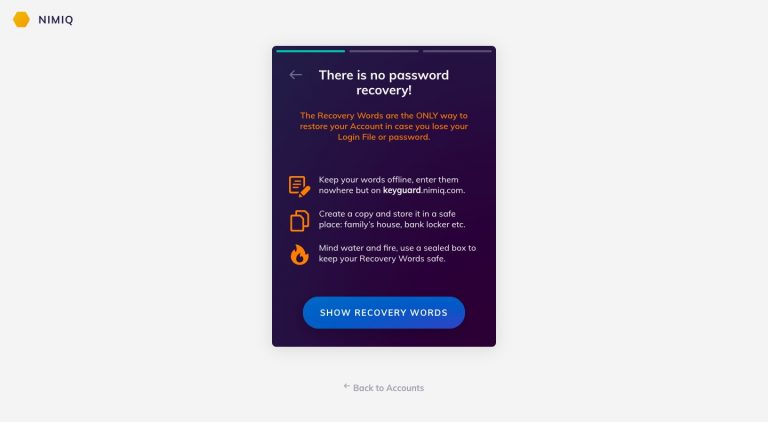 NIMIQ
There is no password
recovery!
The Recovery Words are the ONLY way to
restore your Account in case you lose your
Login File or password.
Keep your words offline, enter them
nowhere but on keyguard.nimiq.com.
Create a copy and store it in a safe
place: family's house, bank locker etc.
Mind water and fire, use a sealed box to
keep your Recovery Words safe.
SHOW RECOVERY WORDS
Back to Accounts